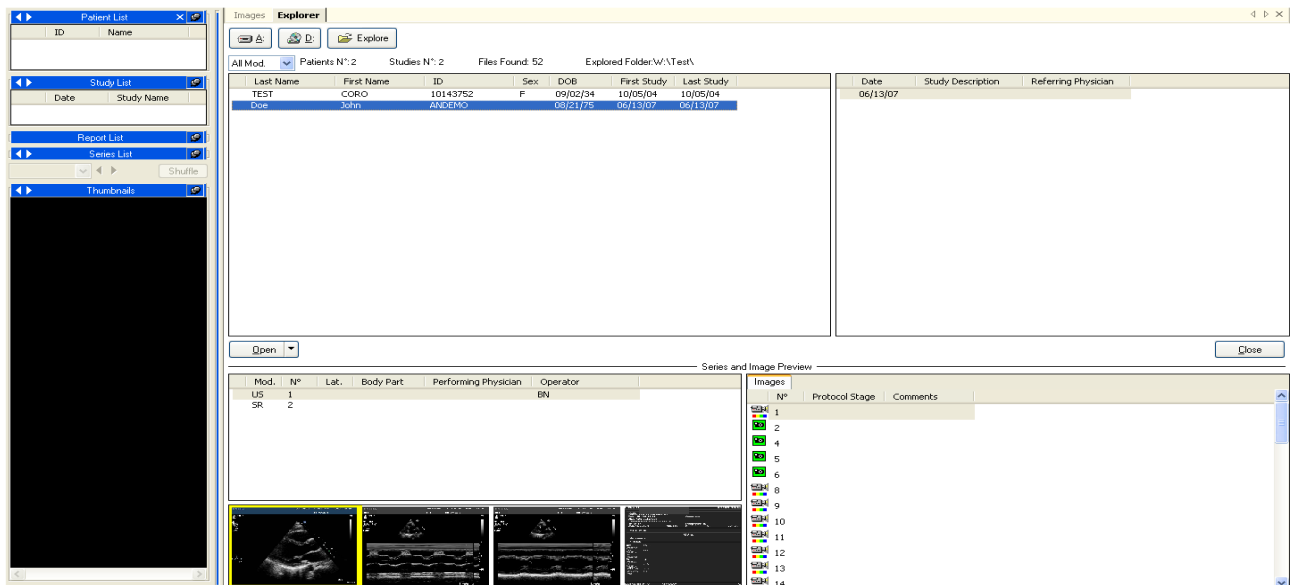 Patient List
ID Name
Study List
Date Study Name
Report List
Series List
Shuffle
Thumbnails
Images Explorer
A: D: Explore
All Mod. Patients N°: 2 Studies N°: 2 Files Found: 52 Explored Folder:W:\Test\
Last Name First Name ID Sex DOB First Study Last Study
TEST CORO 10143752 F 09/02/34 10/05/04 10/05/04
Doe John ANDEMO 08/21/75 06/13/07 06/13/07
Date Study Description Referring Physician
06/13/07
Open Close
Series and Image Preview
Mod. N° Lat. Body Part Performing Physician Operator
US 1 BN
SR 2
Images
N° Protocol Stage Comments
1
2
4
5
6
8
9
10
11
12
13
14